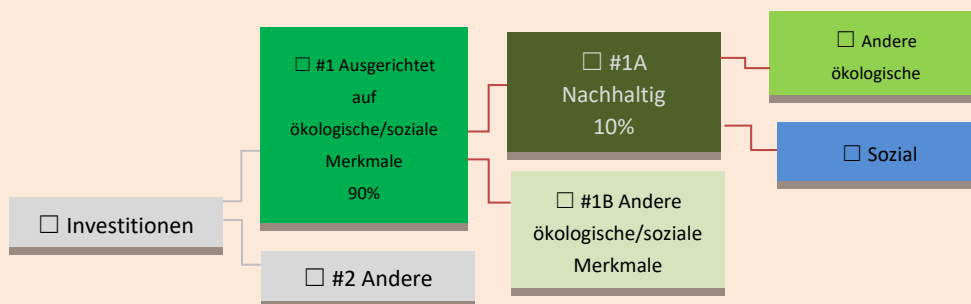 ☐ Investitionen
☐ #1 Ausgerichtet
auf
ökologische/soziale
Merkmale
90%
☐ #2 Andere
☐ #1A
Nachhaltig
10%
☐ #1B Andere
ökologische/soziale
Merkmale
☐ Andere
ökologische
☐ Sozial